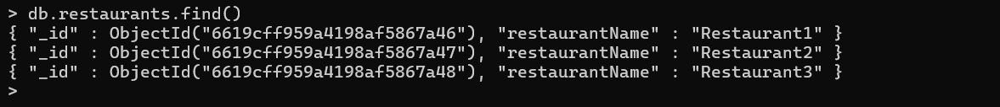 > db.restaurants.find()
{ "_id" : ObjectId("6619cff959a4198af5867a46"), "restaurantName" : "Restaurant1" }
{ "_id" : ObjectId("6619cff959a4198af5867a47"), "restaurantName" : "Restaurant2" }
{ "_id" : ObjectId("6619cff959a4198af5867a48"), "restaurantName" : "Restaurant3" }
>